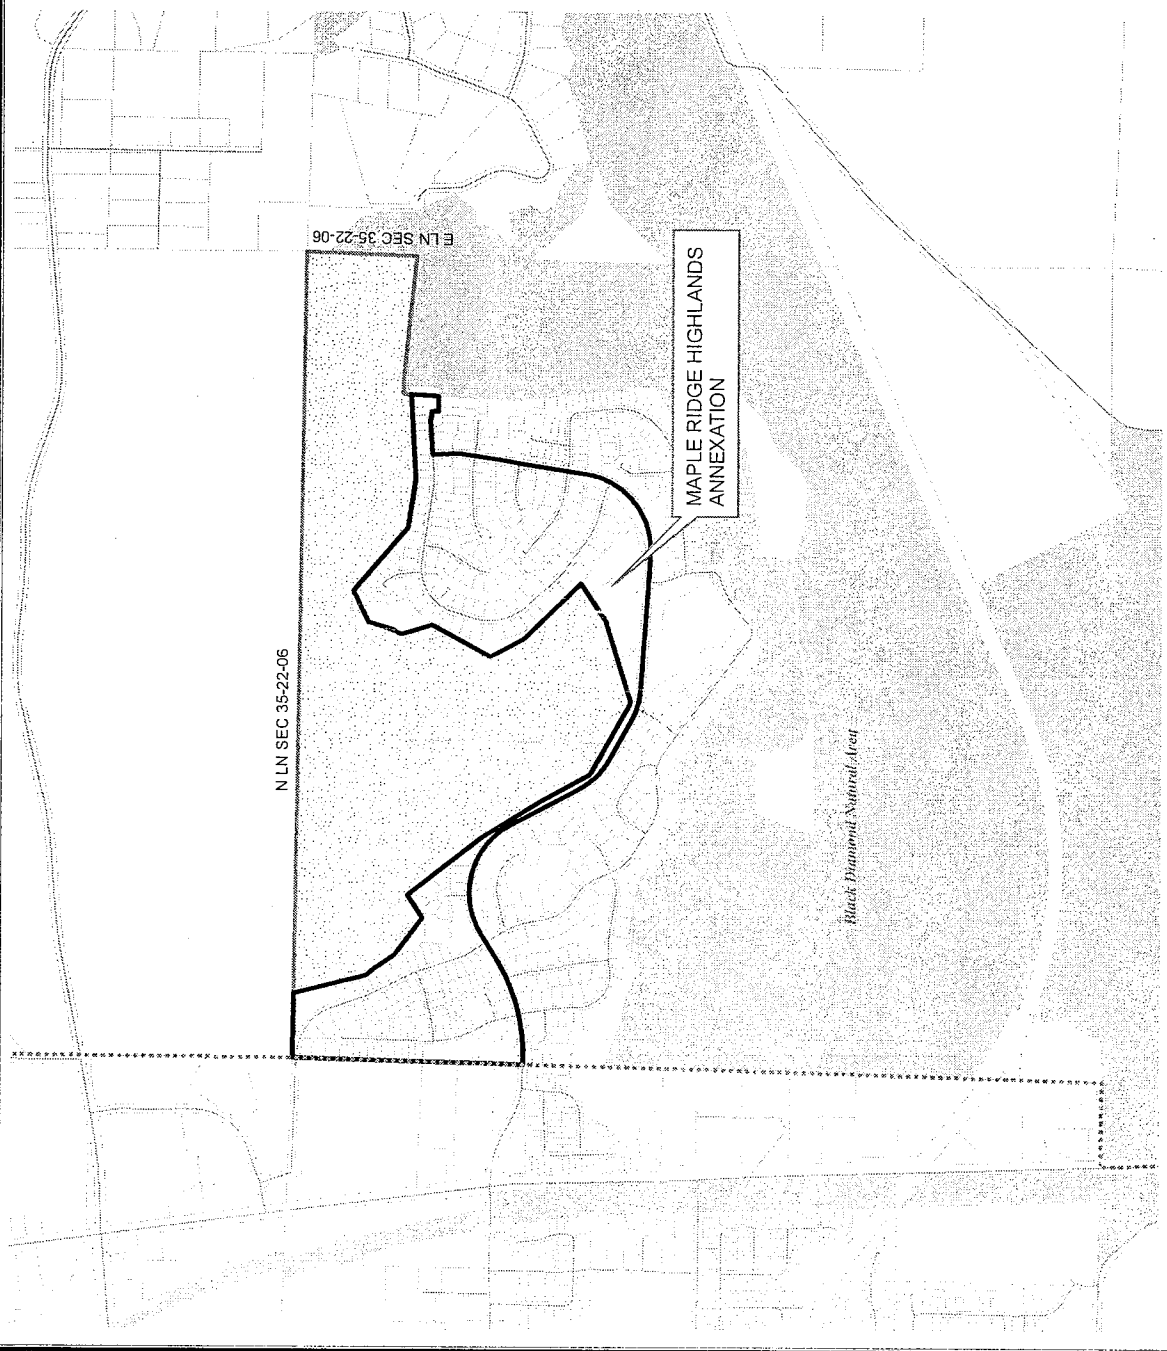 N LN SEC 35-22-06
E LN SEC 35-22-06
MAPLE RIDGE HIGHLANDS
ANNEXATION
Black Diamond Natural Area